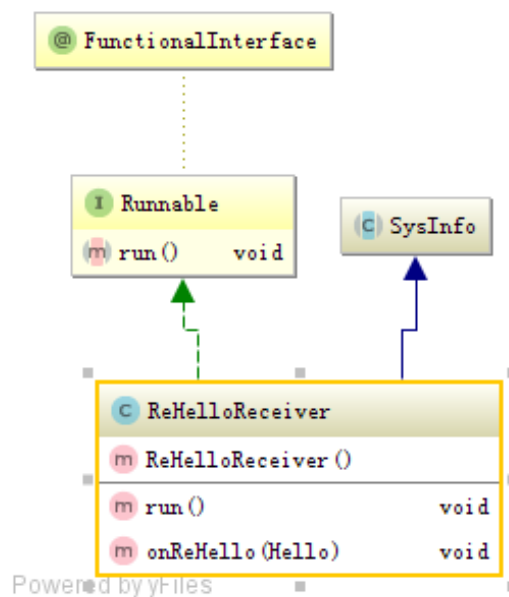 @ FunctionalInterface
I Runnable
m run() void
C SysInfo
C ReHelloReceiver
m ReHelloReceiver()
m run() void
m onReHello(Hello) void
Powered by yFiles